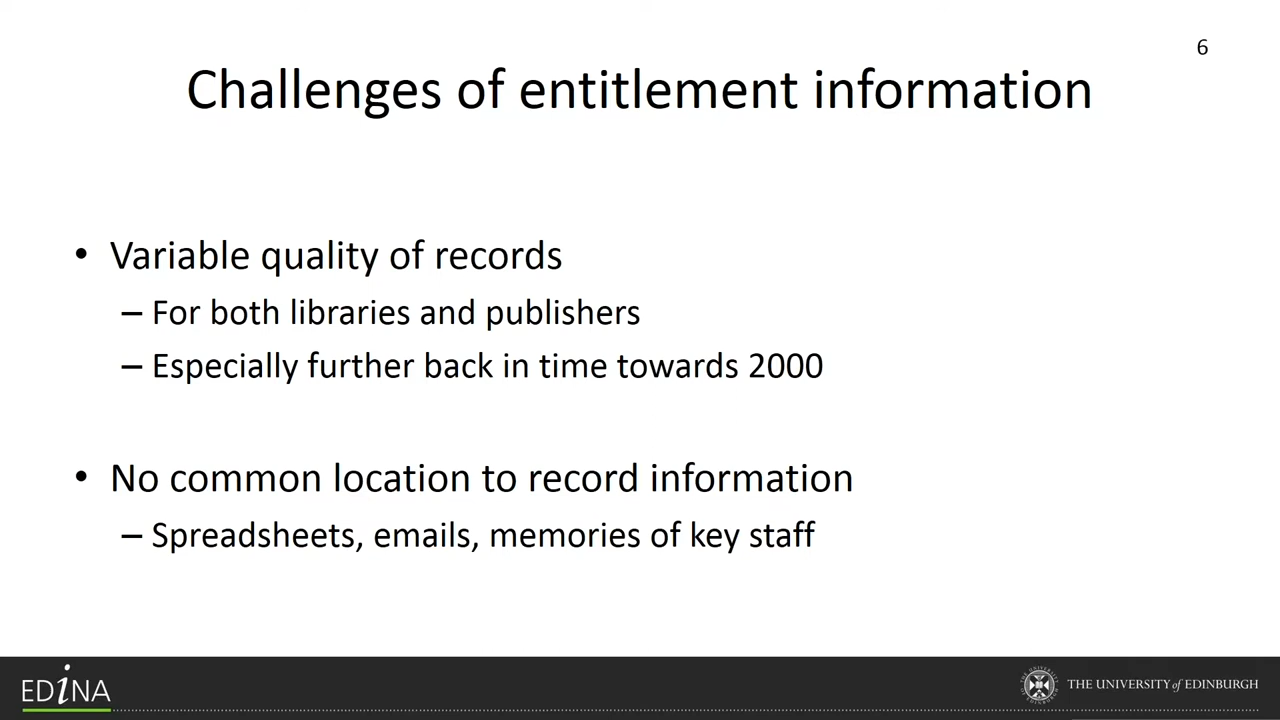 6
Challenges of entitlement information
• Variable quality of records
– For both libraries and publishers
– Especially further back in time towards 2000
• No common location to record information
– Spreadsheets, emails, memories of key staff
EDiNA
THE UNIVERSITY of EDINBURGH